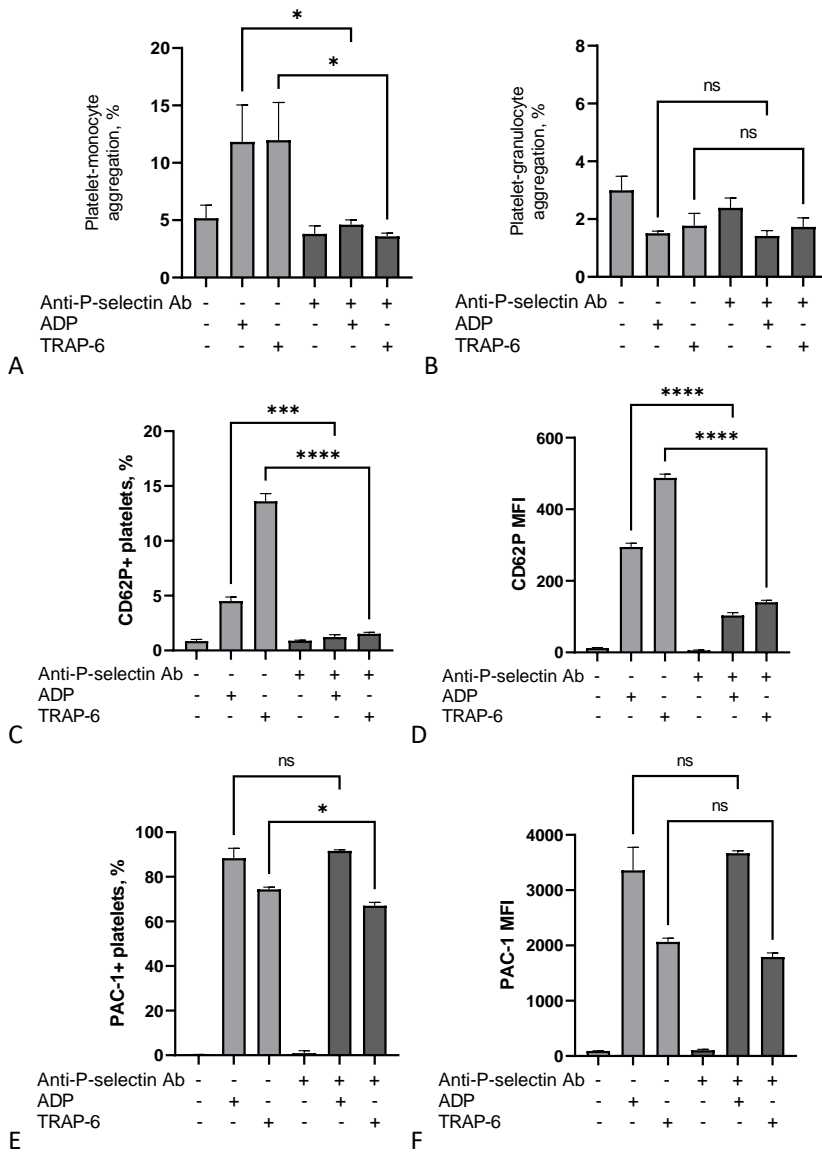 *
*
20
15
10
5
0
Platelet-monocyte
aggregation, %
Anti-P-selectin Ab - - - + + +
ADP - + - - + -
TRAP-6 - - + - - +
A
ns
ns
8
6
4
2
0
Platelet-granulocyte
aggregation, %
Anti-P-selectin Ab - - - + + +
ADP - + - - + -
TRAP-6 - - + - - +
B
***
****
20
15
10
5
0
CD62P+ platelets, %
Anti-P-selectin Ab - - - + + +
ADP - + - - + -
TRAP-6 - - + - - +
C
****
****
600
400
200
0
CD62P MFI
Anti-P-selectin Ab - - - + + +
ADP - + - - + -
TRAP-6 - - + - - +
D
ns
*
100
80
60
40
20
0
PAC-1+ platelets, %
Anti-P-selectin Ab - - - + + +
ADP - + - - + -
TRAP-6 - - + - - +
E
ns
ns
4000
3000
2000
1000
0
PAC-1 MFI
Anti-P-selectin Ab - - - + + +
ADP - + - - + -
TRAP-6 - - + - - +
F